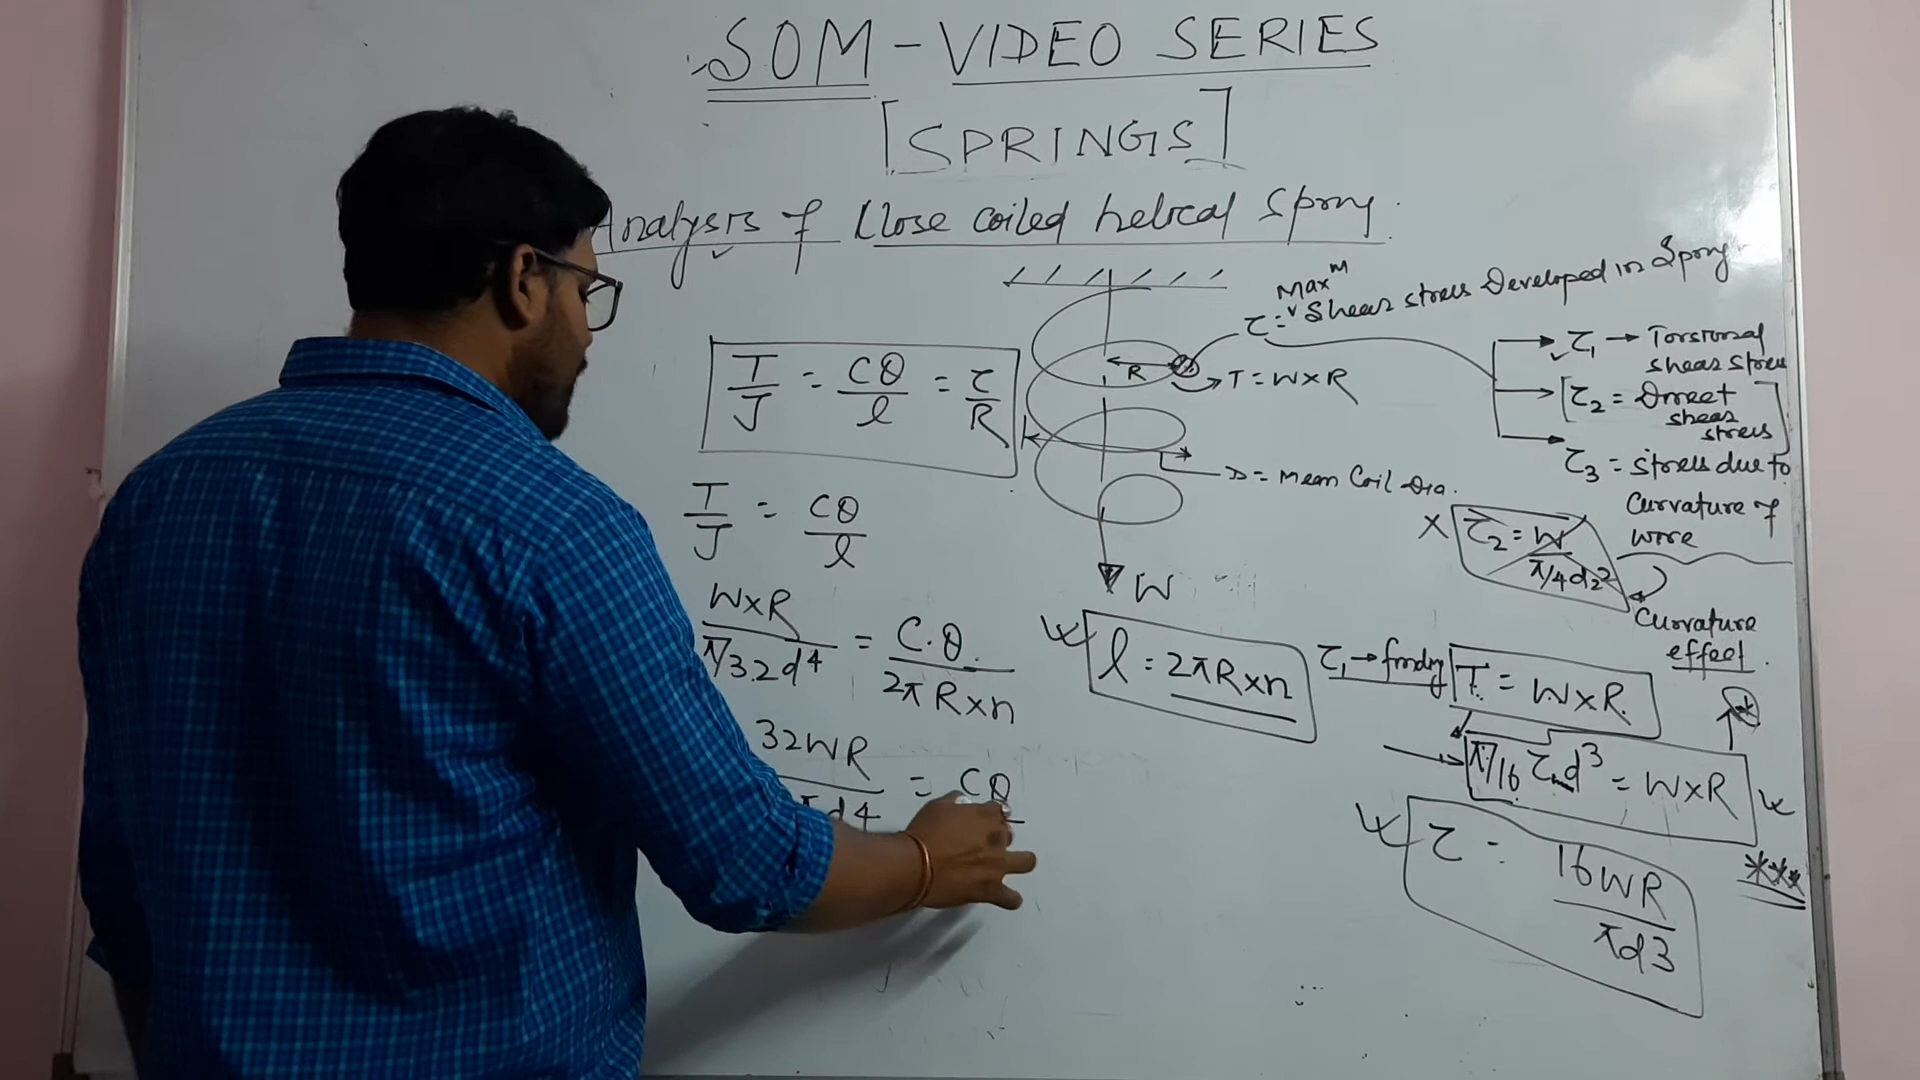 SOM - VIDEO SERIES
[SPRINGS]
Analysis of Close coiled helical Spring.
T/J = Cθ/l = τ/R
T/J = Cθ/l
W×R / π/32 d⁴ = C.θ / 2πR×n
32WR / πd4 = Cθ
R
T = W×R
D = Mean Coil Dia.
W
l = 2πR×n
τ = Maxᵐ Shear stress Developed in Spring
τ₁ → Torsional
shear stress
[τ₂ = Direct
shear
stress]
τ₃ = stress due to
Curvature of
wire
X τ₂ = W / π/4 d²
Curvature
effect.
τ₁ → finding T = W×R.
π/16 τ d³ = W×R
τ = 16WR / πd3
***